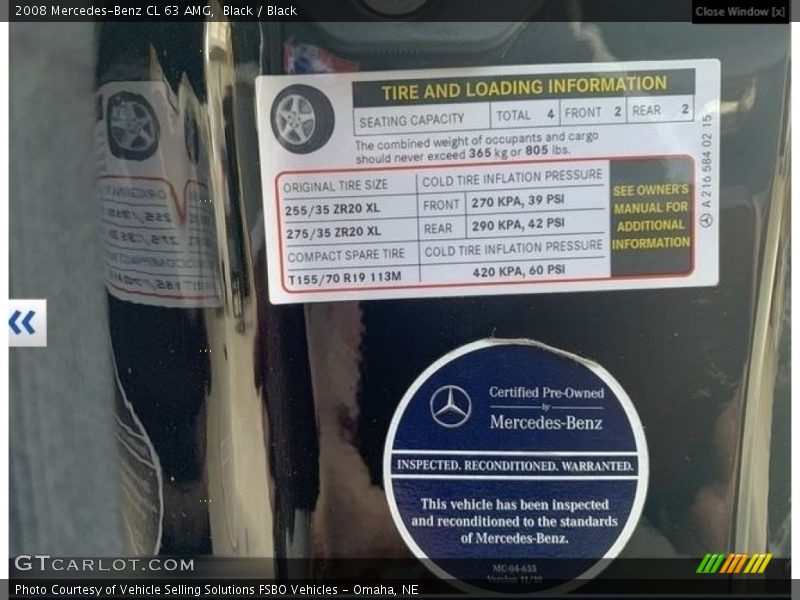 2008 Mercedes-Benz CL 63 AMG, Black / Black
Close Window [x]
TIRE AND LOADING INFORMATION
SEATING CAPACITY TOTAL 4 FRONT 2 REAR 2
The combined weight of occupants and cargo
should never exceed 365 kg or 805 lbs.
ORIGINAL TIRE SIZE COLD TIRE INFLATION PRESSURE
255/35 ZR20 XL FRONT 270 KPA, 39 PSI
275/35 ZR20 XL REAR 290 KPA, 42 PSI
COMPACT SPARE TIRE COLD TIRE INFLATION PRESSURE
T155/70 R19 113M 420 KPA, 60 PSI
SEE OWNER'S
MANUAL FOR
ADDITIONAL
INFORMATION
A 216 584 02 15
Certified Pre-Owned
by
Mercedes-Benz
INSPECTED. RECONDITIONED. WARRANTED.
This vehicle has been inspected
and reconditioned to the standards
of Mercedes-Benz.
MC-04-635
Version 11/10
GTcarlot.com
Photo Courtesy of Vehicle Selling Solutions FSBO Vehicles - Omaha, NE